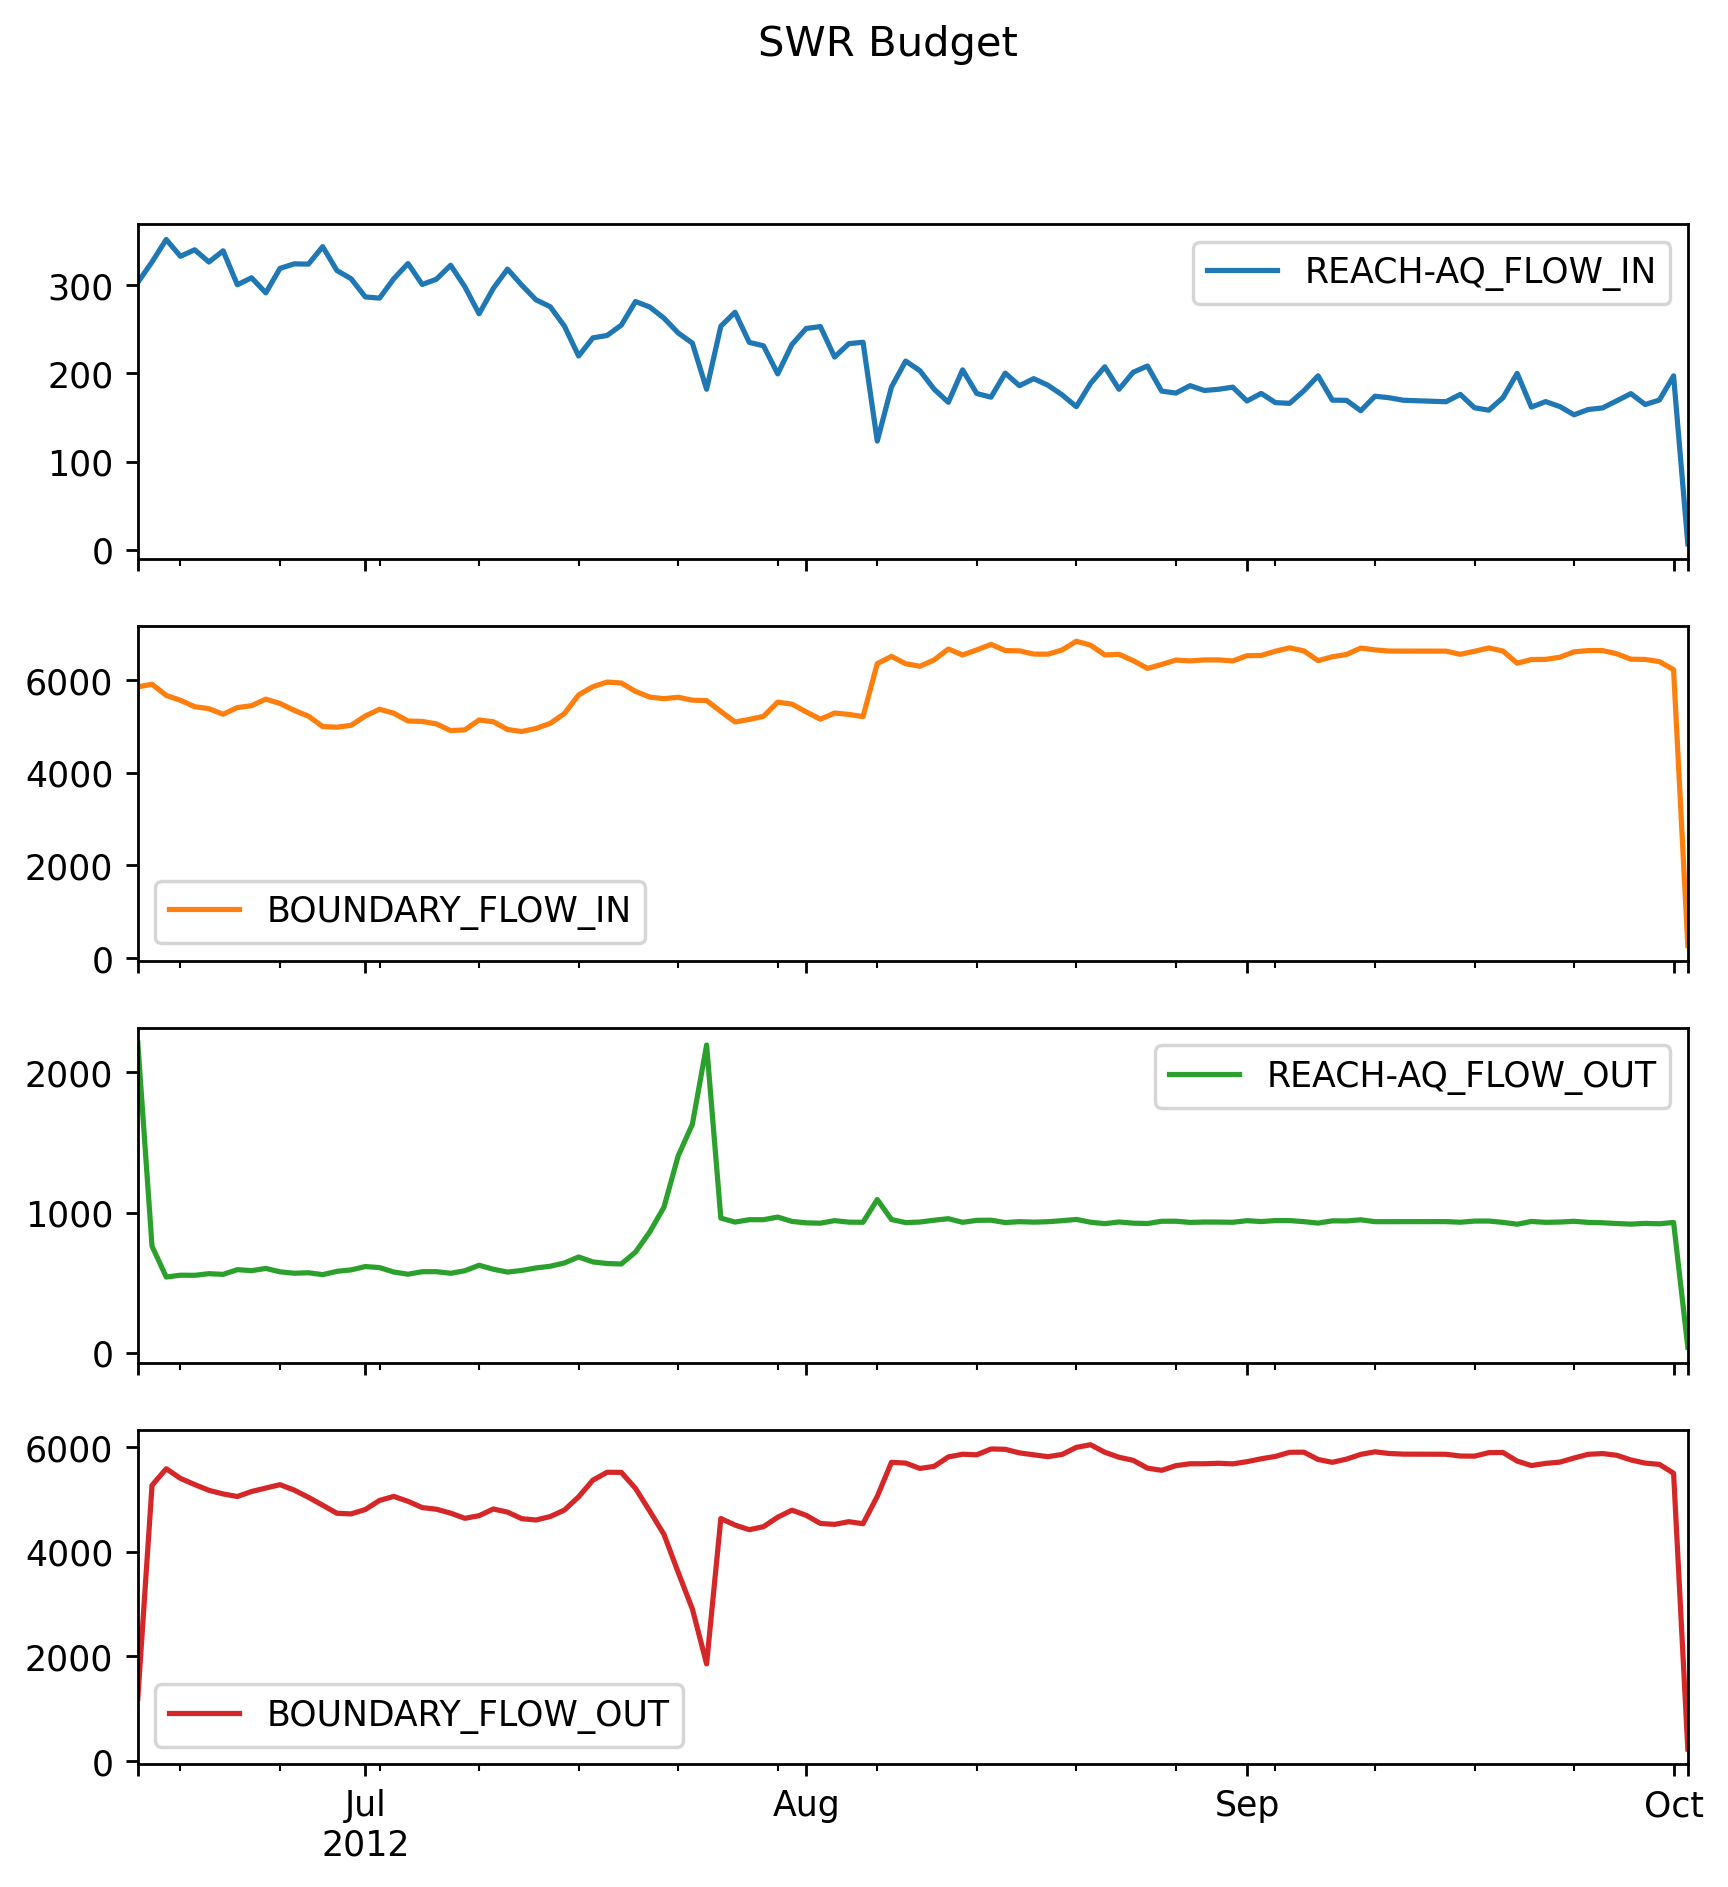 SWR Budget
300
200
100
0
REACH-AQ_FLOW_IN
6000
4000
2000
0
BOUNDARY_FLOW_IN
2000
1000
0
REACH-AQ_FLOW_OUT
6000
4000
2000
0
BOUNDARY_FLOW_OUT
Jul Aug Sep Oct
2012